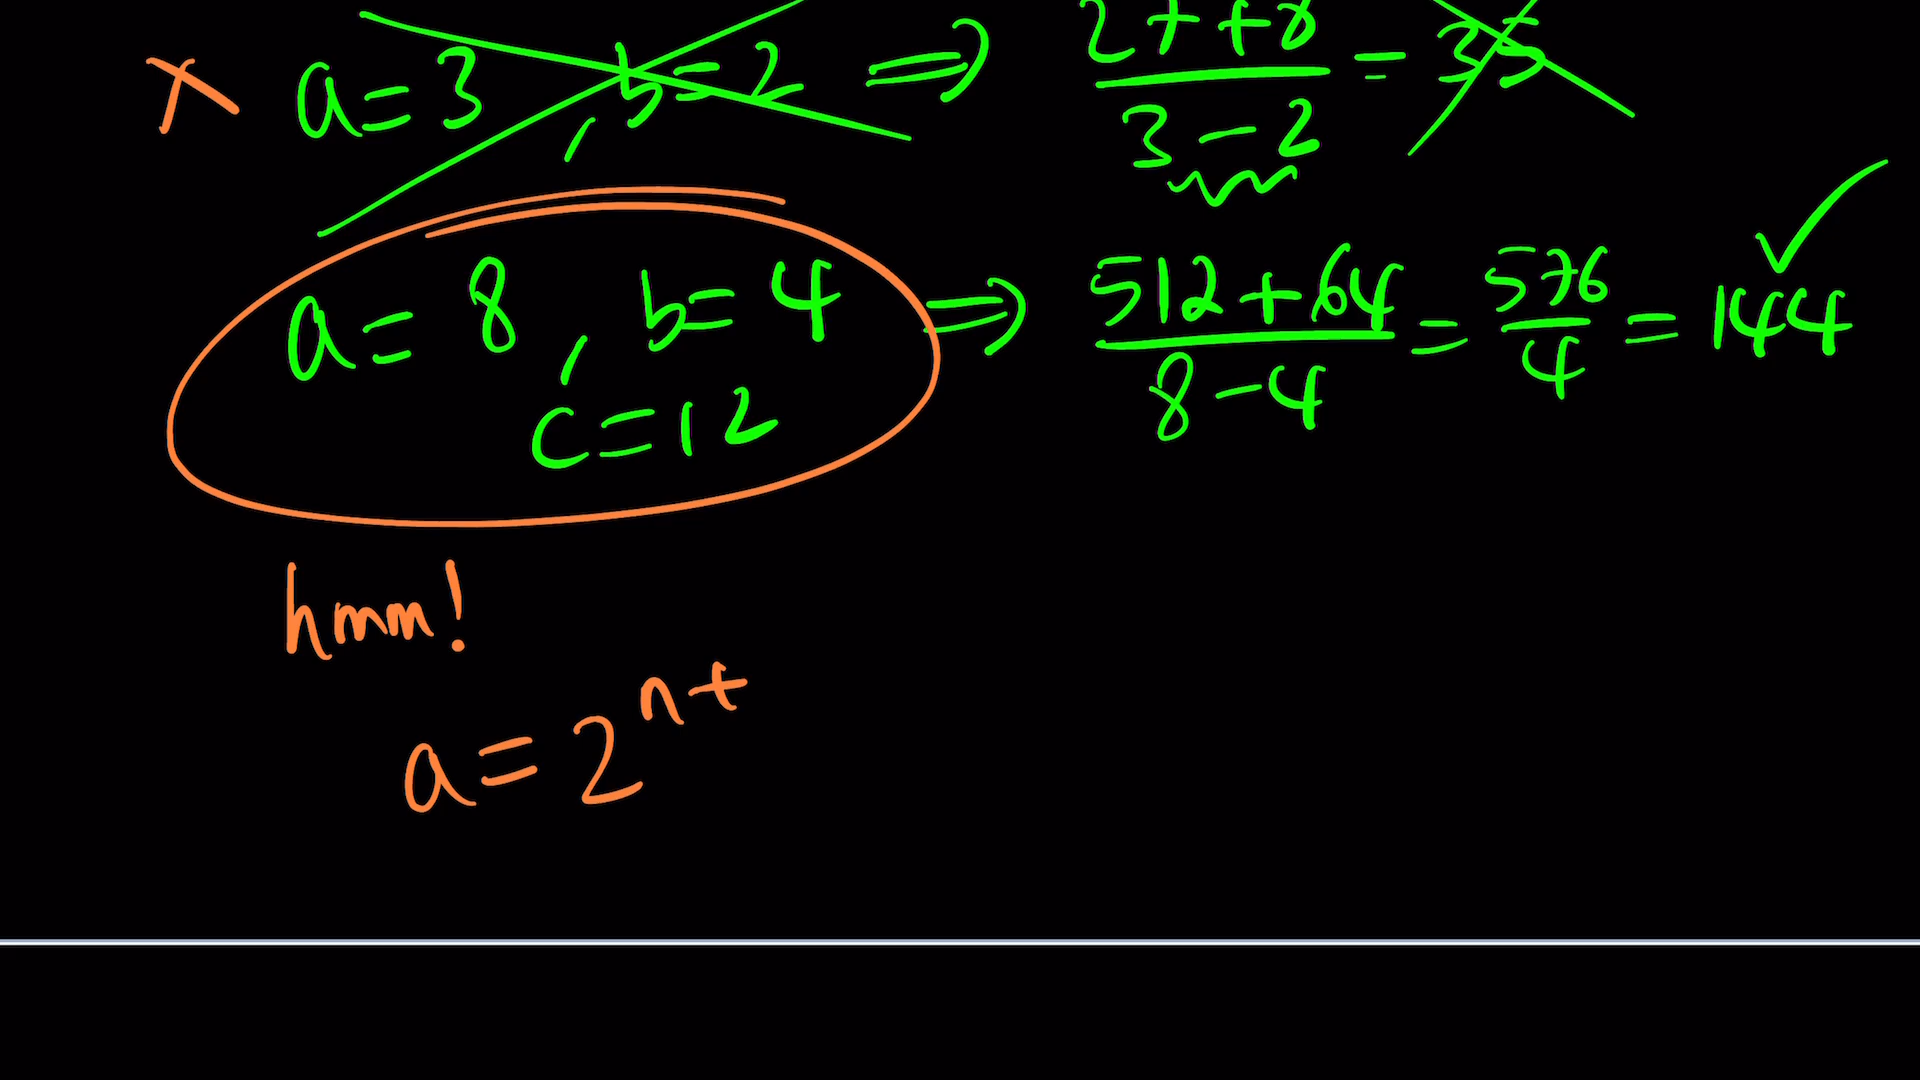 x a=3, b=2 ⇒ (27+8)/(3-2) = 35
a=8, b=4 ⇒ (512+64)/(8-4) = 576/4 = 144 ✓
c=12
hmm!
a=2^(n+